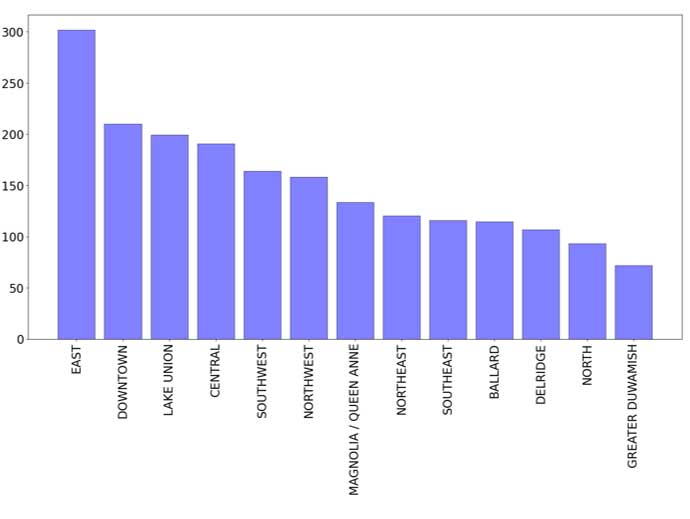 300
250
200
150
100
50
0
EAST
DOWNTOWN
LAKE UNION
CENTRAL
SOUTHWEST
NORTHWEST
MAGNOLIA / QUEEN ANNE
NORTHEAST
SOUTHEAST
BALLARD
DELRIDGE
NORTH
GREATER DUWAMISH